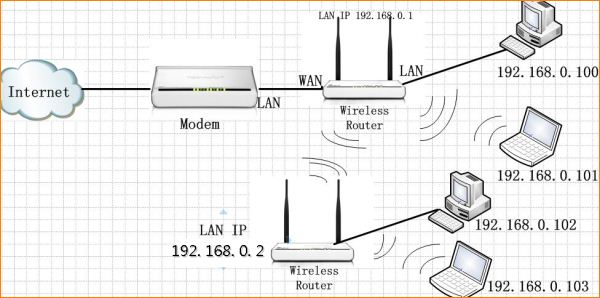 LAN IP 192.168.0.1
WAN
LAN
192.168.0.100
Internet
LAN
Modem
Wireless
Router
192.168.0.101
LAN IP
192.168.0.2
192.168.0.102
Wireless
Router
192.168.0.103